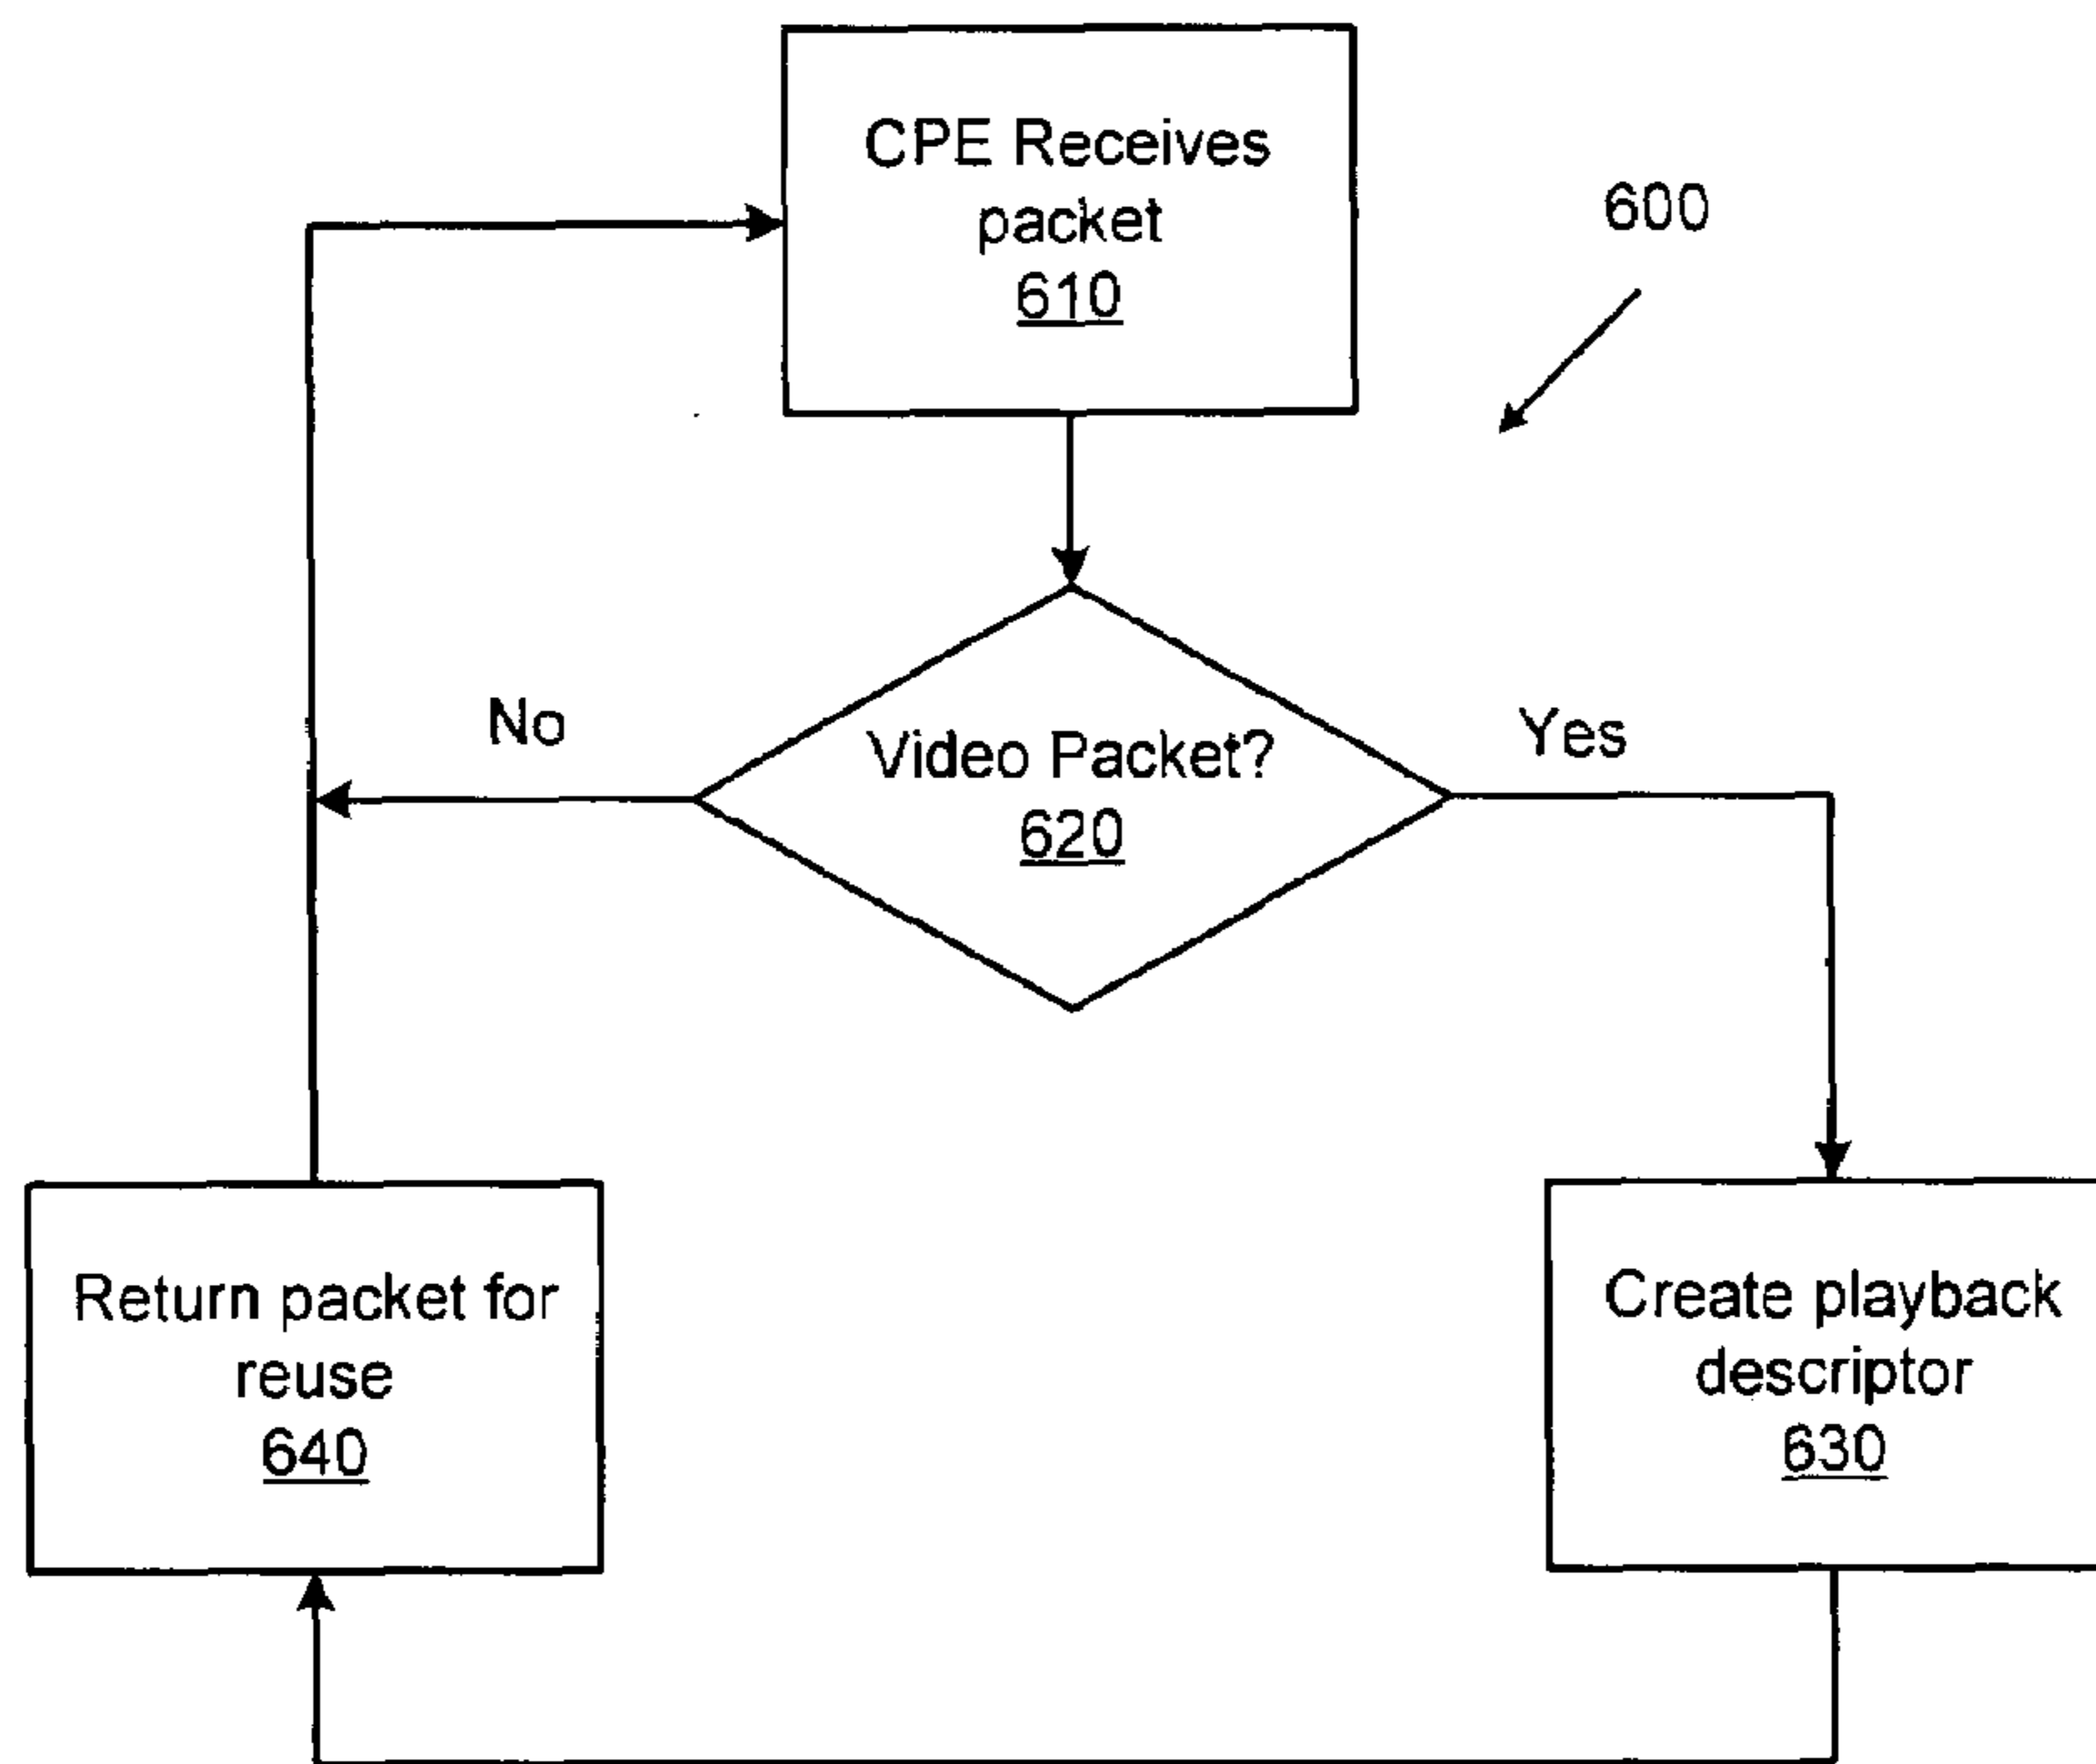 CPE Receives
packet
610
600
No
Video Packet?
620
Yes
Return packet for
reuse
640
Create playback
descriptor
630